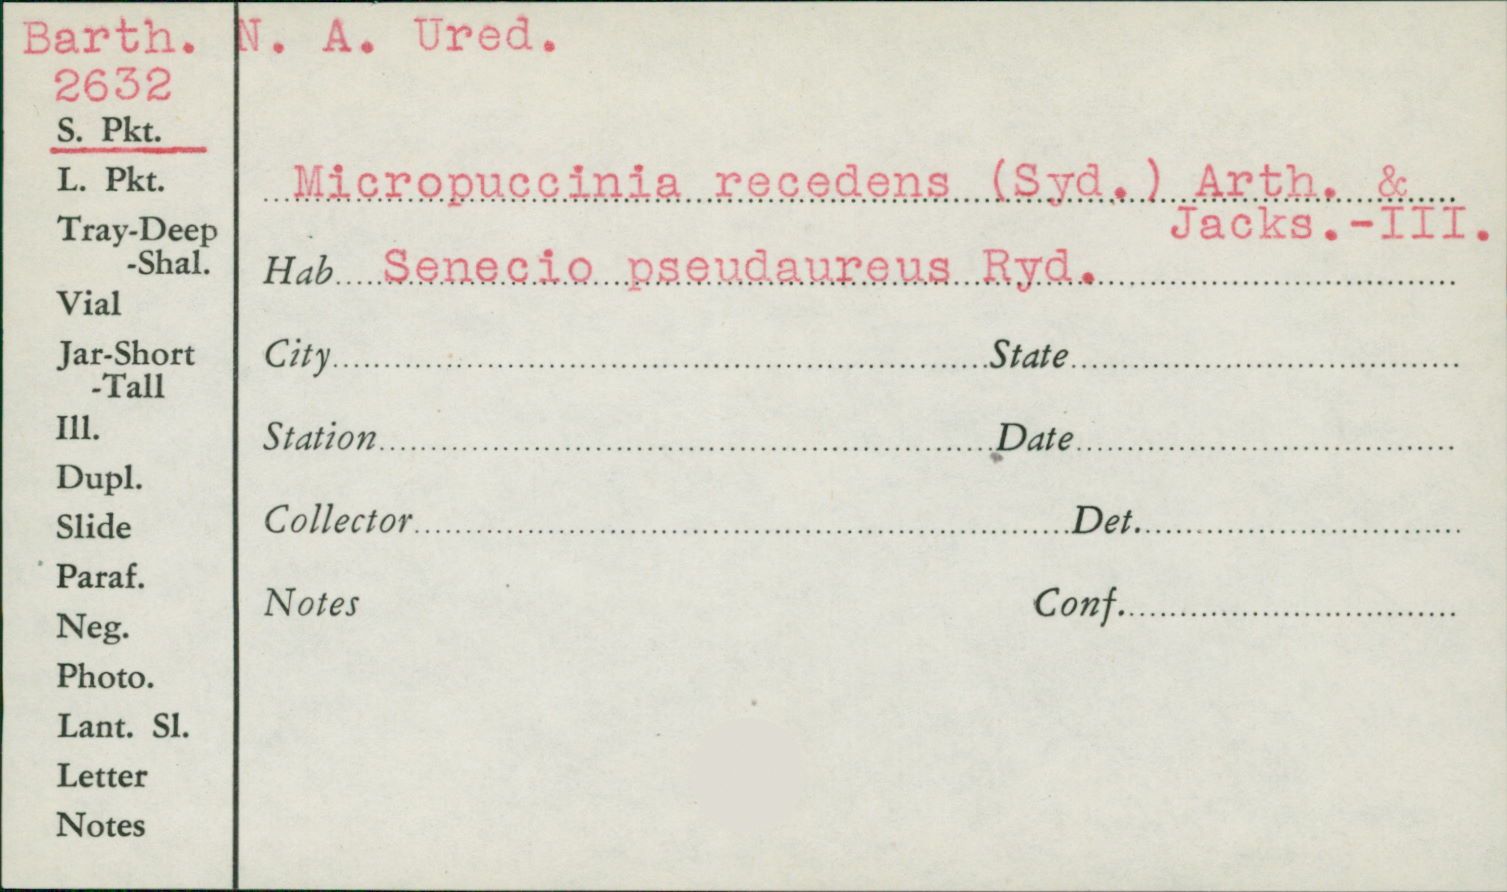 Barth. N. A. Ured.
2632
S. Pkt.
L. Pkt.
Tray-Deep
-Shal.
Vial
Jar-Short
-Tall
Ill.
Dupl.
Slide
Paraf.
Neg.
Photo.
Lant. Sl.
Letter
Notes
Micropuccinia recedens (Syd.) Arth. &
Jacks.-III.
Hab Senecio pseudaureus Ryd.
City State
Station Date
Collector Det.
Notes Conf.